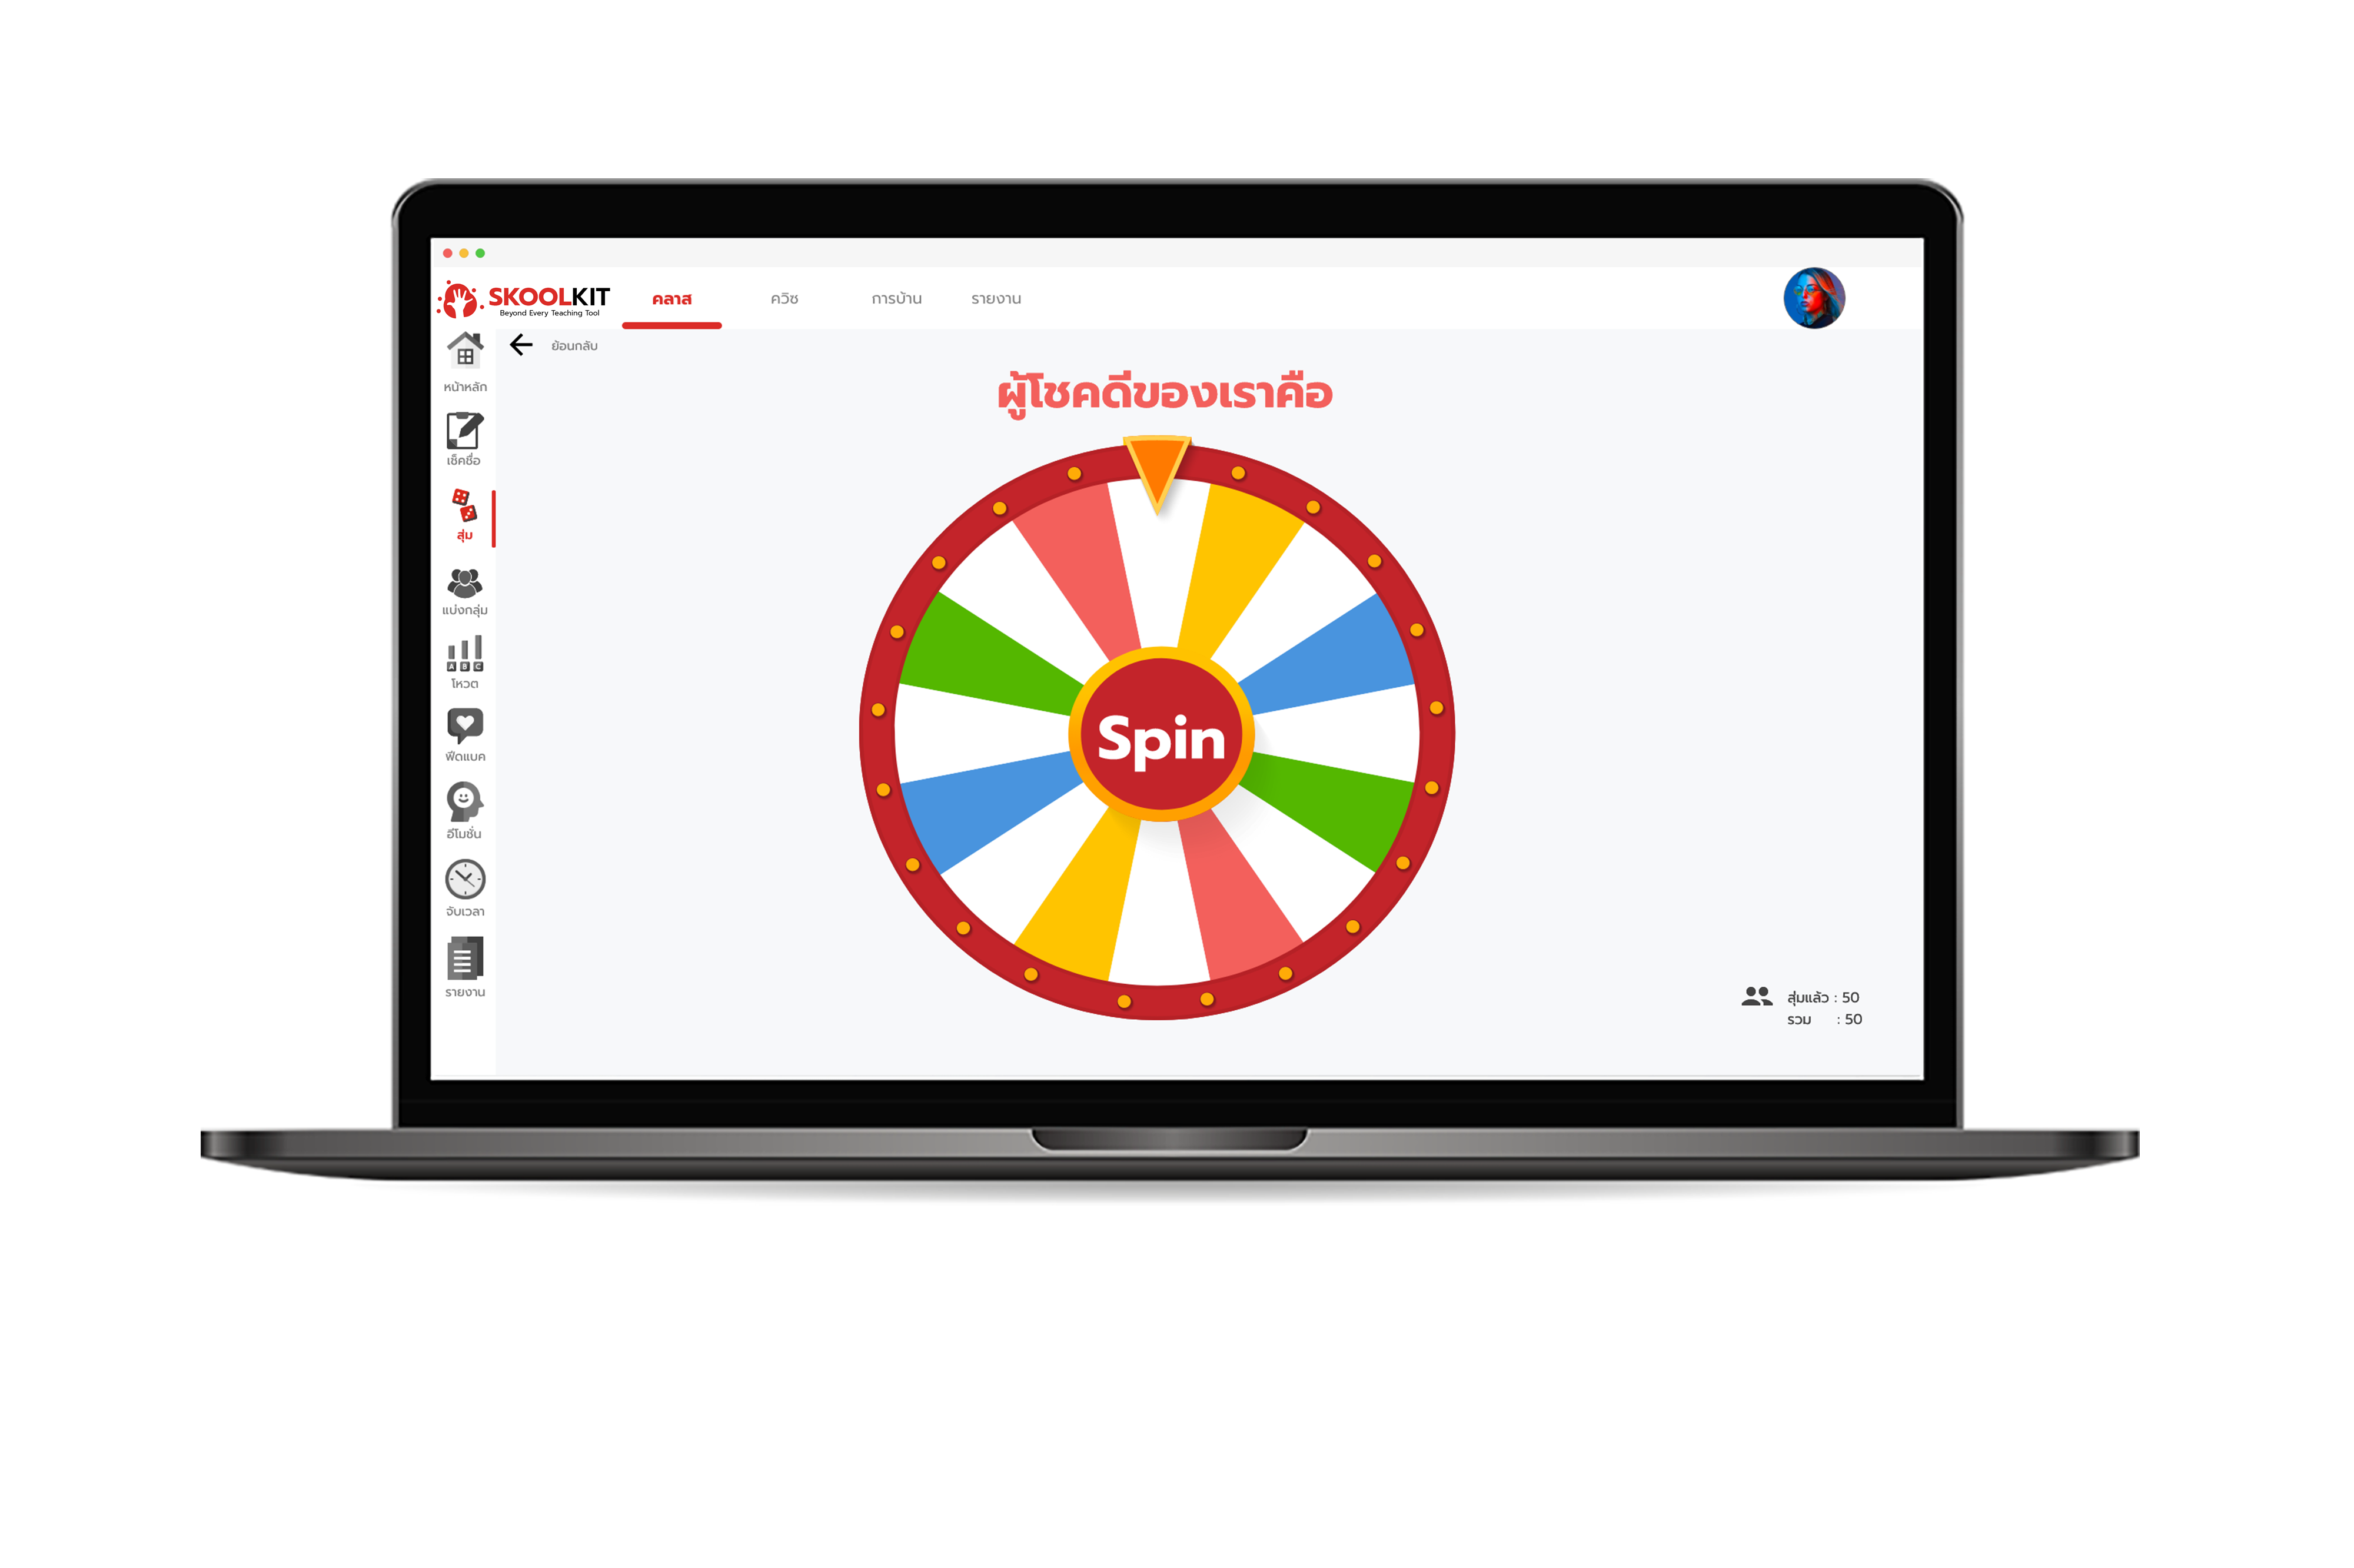 SKOOLKIT
Beyond Every Teaching Tool
คลาส
ควิซ
การบ้าน
รายงาน
ย้อนกลับ
หน้าหลัก
เช็คชื่อ
สุ่ม
แบ่งกลุ่ม
A B C
โหวต
ฟีดแบค
อีโมชั่น
จับเวลา
รายงาน
ผู้โชคดีของเราคือ
Spin
สุ่มแล้ว : 50
รวม : 50